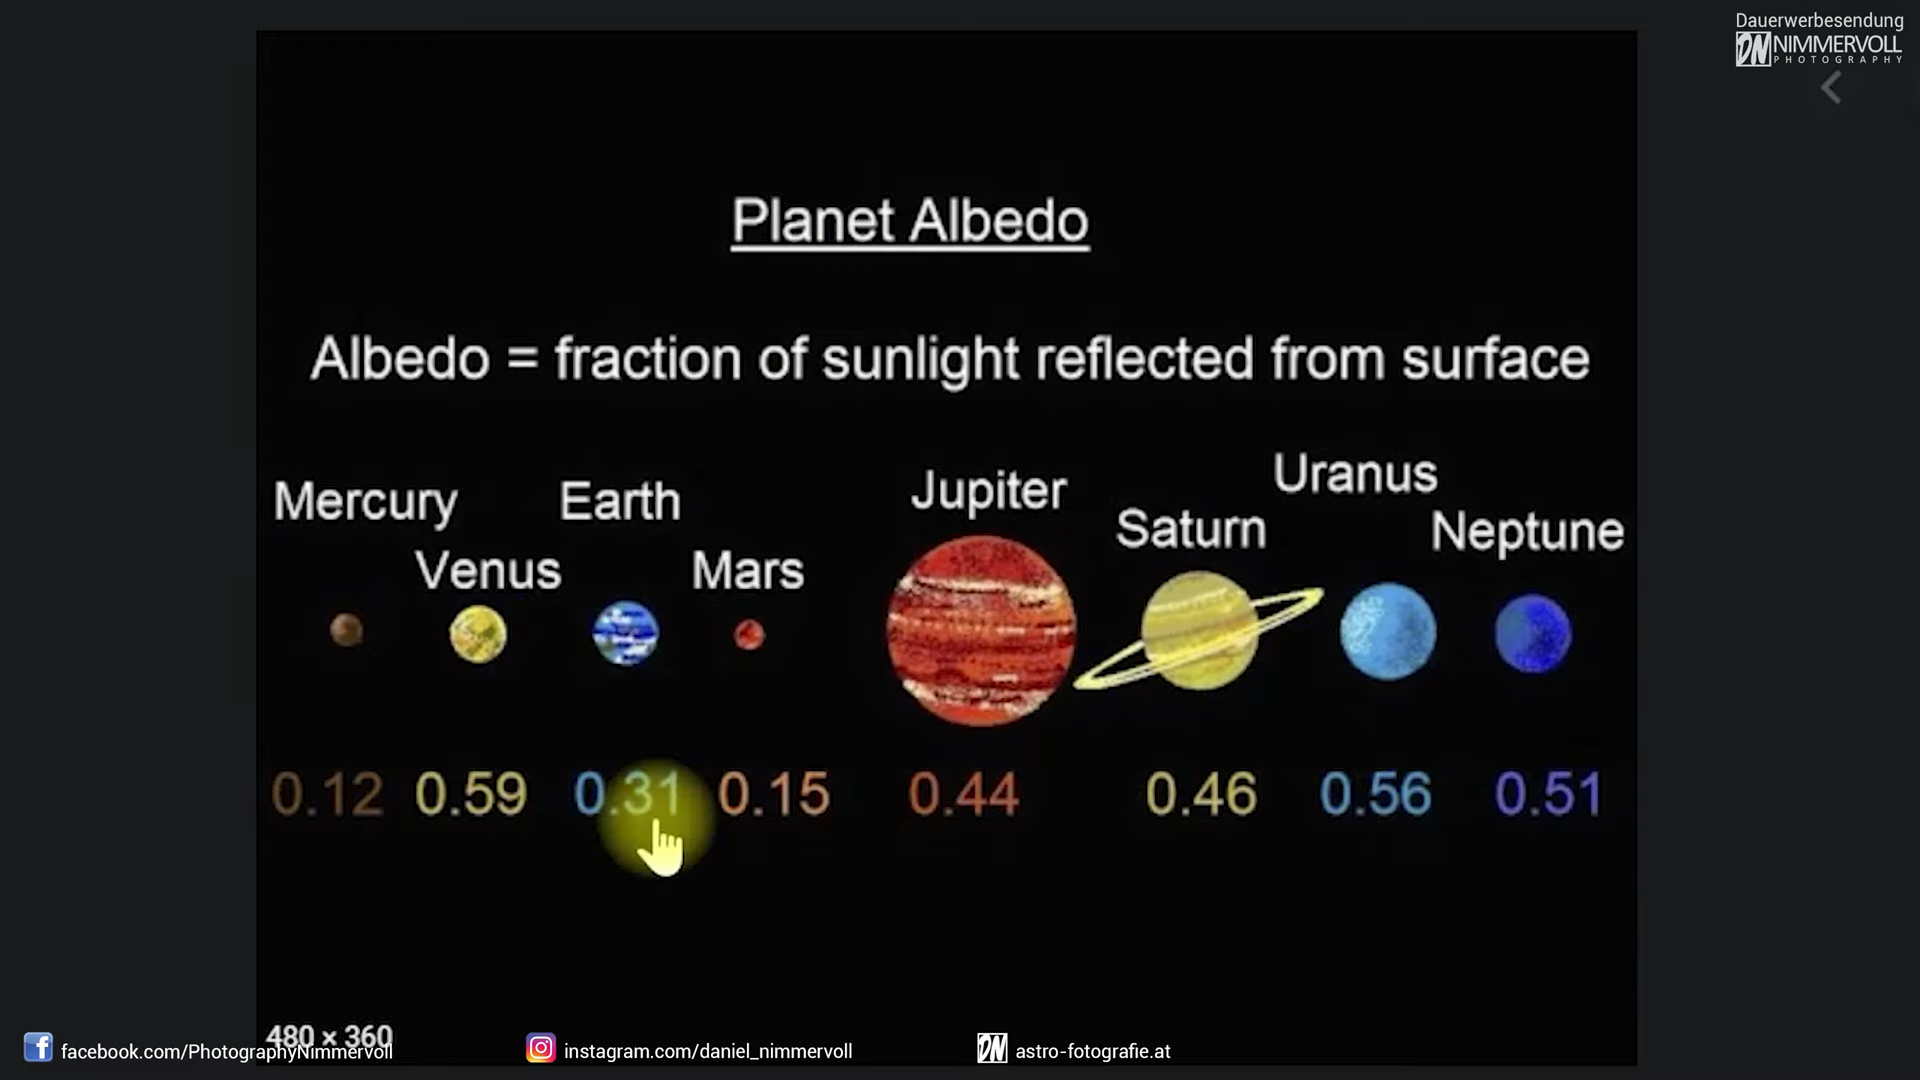 Dauerwerbesendung
DN NIMMERVOLL
PHOTOGRAPHY
Planet Albedo
Albedo = fraction of sunlight reflected from surface
Mercury
Venus
Earth
Mars
Jupiter
Saturn
Uranus
Neptune
0.12 0.59 0.31 0.15 0.44 0.46 0.56 0.51
480 × 360
facebook.com/PhotographyNimmervoll
instagram.com/daniel_nimmervoll
DN astro-fotografie.at